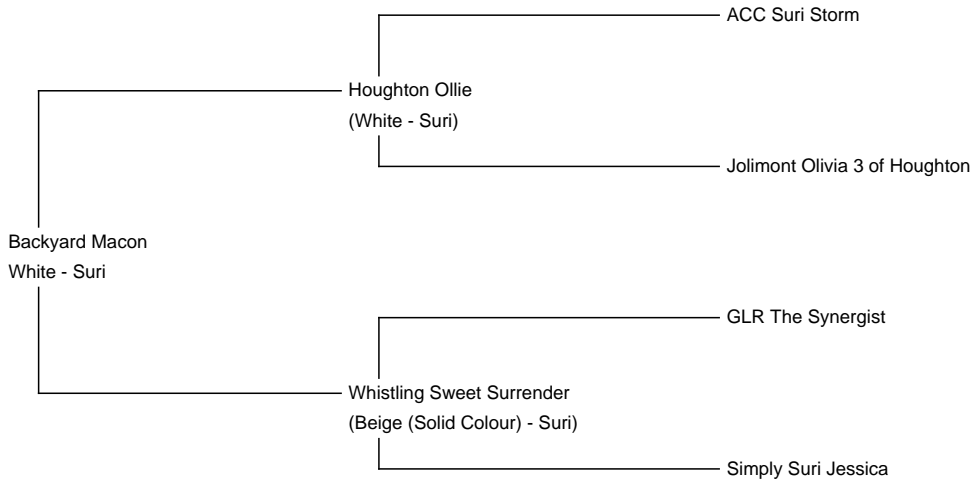 ACC Suri Storm
Houghton Ollie
(White - Suri)
Jolimont Olivia 3 of Houghton
Backyard Macon
White - Suri
GLR The Synergist
Whistling Sweet Surrender
(Beige (Solid Colour) - Suri)
Simply Suri Jessica